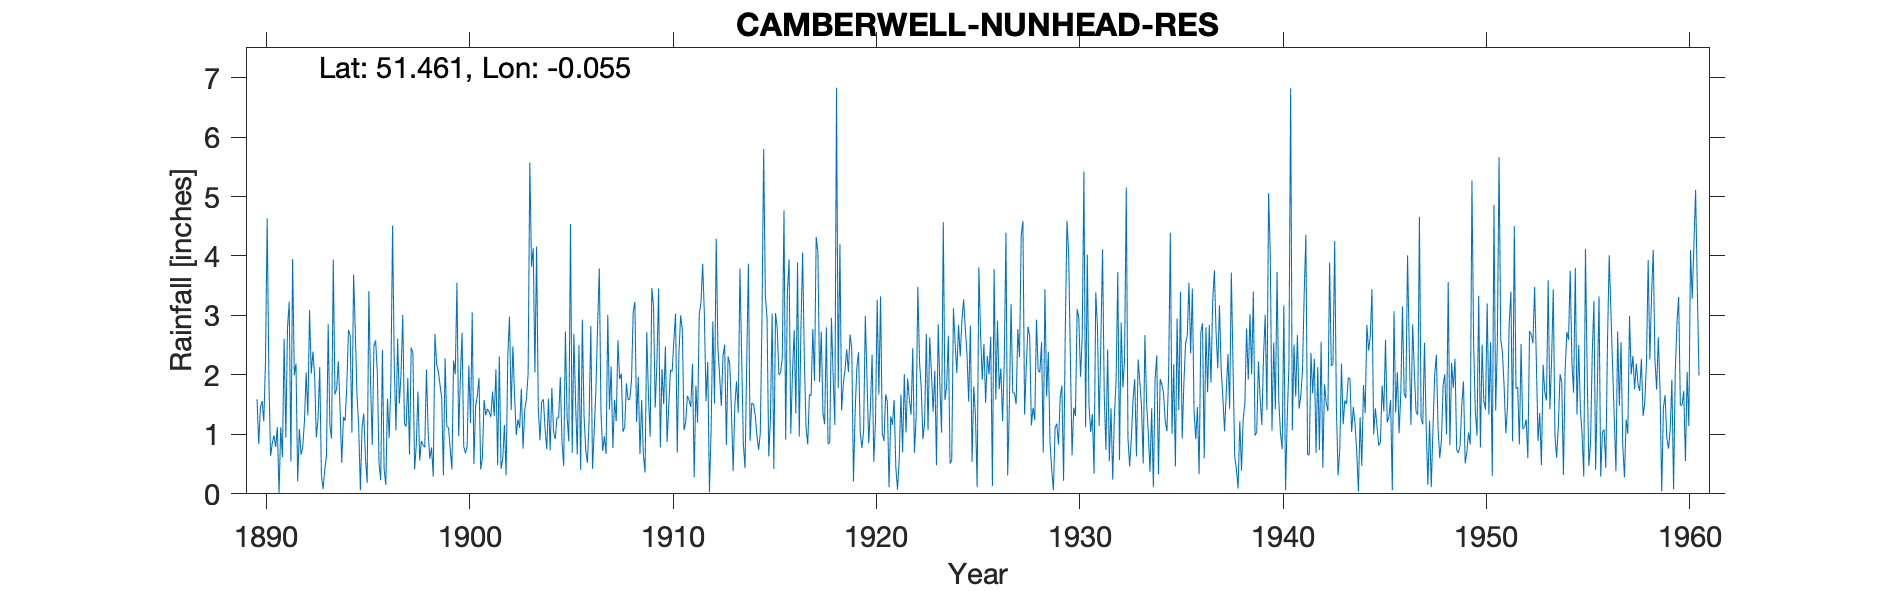 CAMBERWELL-NUNHEAD-RES
Lat: 51.461, Lon: -0.055
7
6
5
4
3
2
1
0
Rainfall [inches]
1890 1900 1910 1920 1930 1940 1950 1960
Year